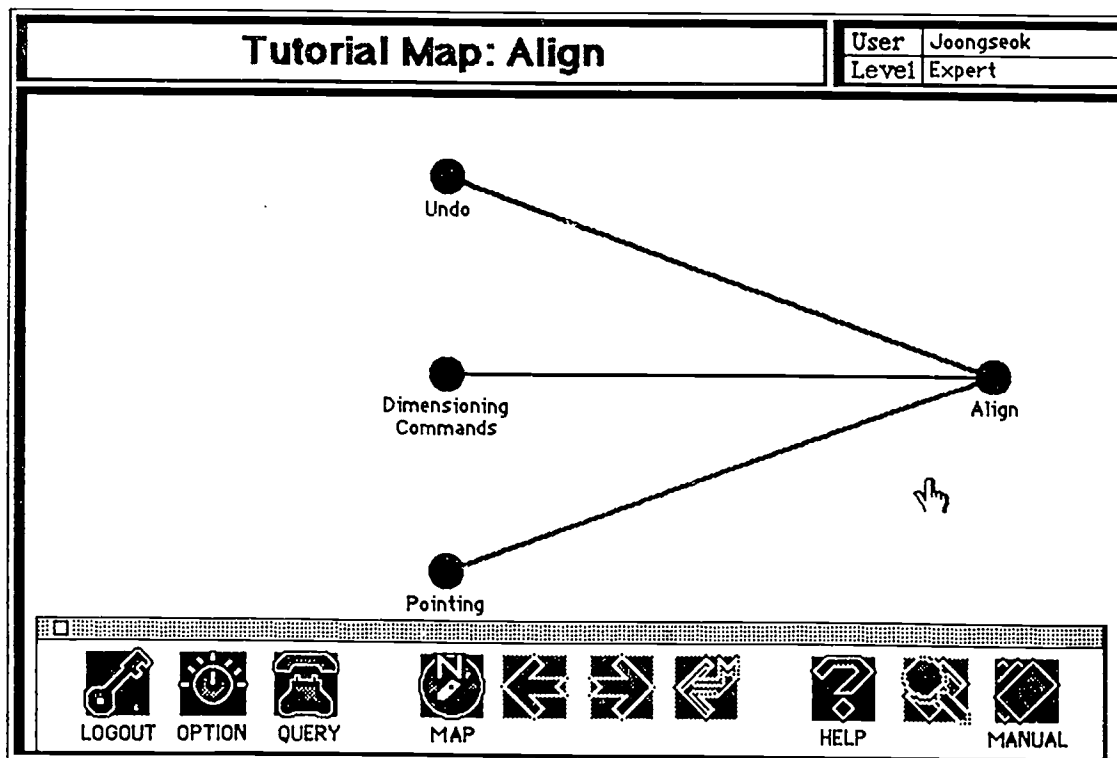 Tutorial Map: Align
User Joongseok
Level Expert
Undo
Dimensioning
Commands
Align
Pointing
N
LOGOUT OPTION QUERY MAP HELP MANUAL